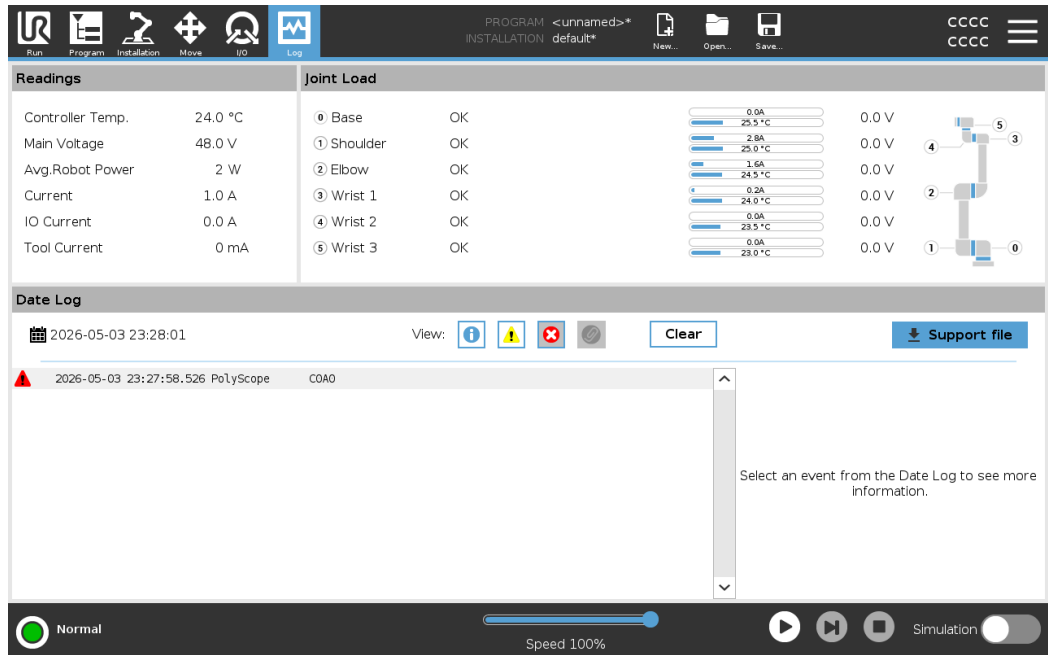 UR
Run
Program
Installation
Move
I/O
Log
PROGRAM <unnamed>*
INSTALLATION default*
New...
Open...
Save...
CCCC
CCCC
Readings
Controller Temp. 24.0 °C
Main Voltage 48.0 V
Avg.Robot Power 2 W
Current 1.0 A
IO Current 0.0 A
Tool Current 0 mA
Joint Load
0 Base OK 0.0A 25.5 °C 0.0 V
1 Shoulder OK 2.8A 25.0 °C 0.0 V
2 Elbow OK 1.6A 24.5 °C 0.0 V
3 Wrist 1 OK 0.2A 24.0 °C 0.0 V
4 Wrist 2 OK 0.0A 23.5 °C 0.0 V
5 Wrist 3 OK 0.0A 23.0 °C 0.0 V
5
3
4
2
1
0
Date Log
2026-05-03 23:28:01
View:
Clear
Support file
2026-05-03 23:27:58.526 PolyScope C0A0
Select an event from the Date Log to see more
information.
Normal
Speed 100%
Simulation